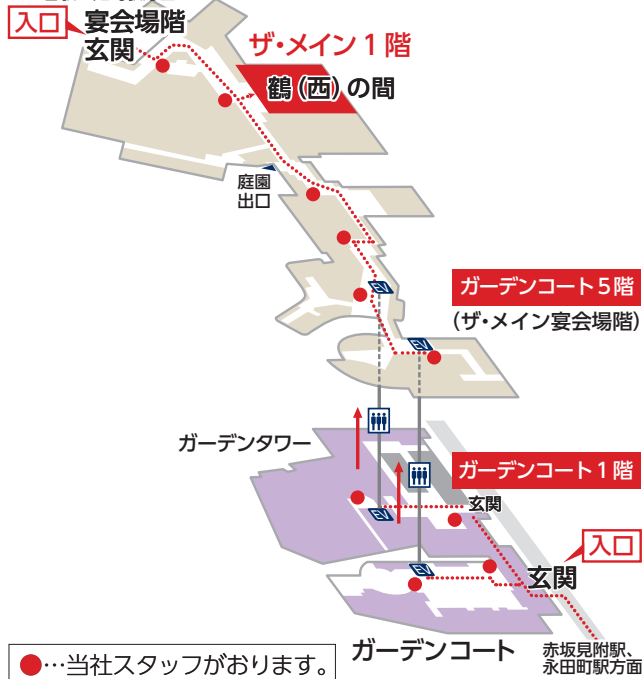 入口
宴会場階
玄関
ザ・メイン1階
鶴(西)の間
庭園
出口
ガーデンコート5階
(ザ・メイン宴会場階)
ガーデンタワー
ガーデンコート1階
玄関
入口
玄関
ガーデンコート
赤坂見附駅、
永田町駅方面
●…当社スタッフがおります。